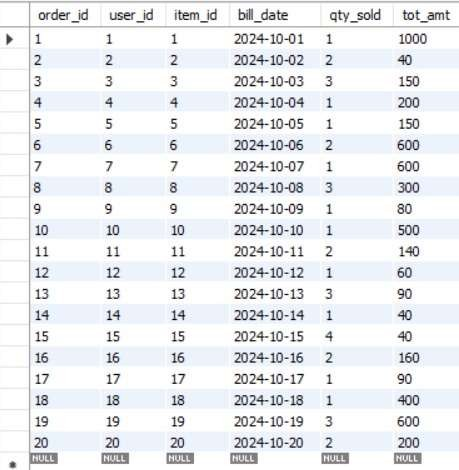 order_id user_id item_id bill_date qty_sold tot_amt
1 1 1 2024-10-01 1 1000
2 2 2 2024-10-02 2 40
3 3 3 2024-10-03 3 150
4 4 4 2024-10-04 1 200
5 5 5 2024-10-05 1 150
6 6 6 2024-10-06 2 600
7 7 7 2024-10-07 1 600
8 8 8 2024-10-08 3 300
9 9 9 2024-10-09 1 80
10 10 10 2024-10-10 1 500
11 11 11 2024-10-11 2 140
12 12 12 2024-10-12 1 60
13 13 13 2024-10-13 3 90
14 14 14 2024-10-14 1 40
15 15 15 2024-10-15 4 40
16 16 16 2024-10-16 2 160
17 17 17 2024-10-17 1 90
18 18 18 2024-10-18 1 400
19 19 19 2024-10-19 3 600
20 20 20 2024-10-20 2 200
NULL NULL NULL NULL NULL NULL